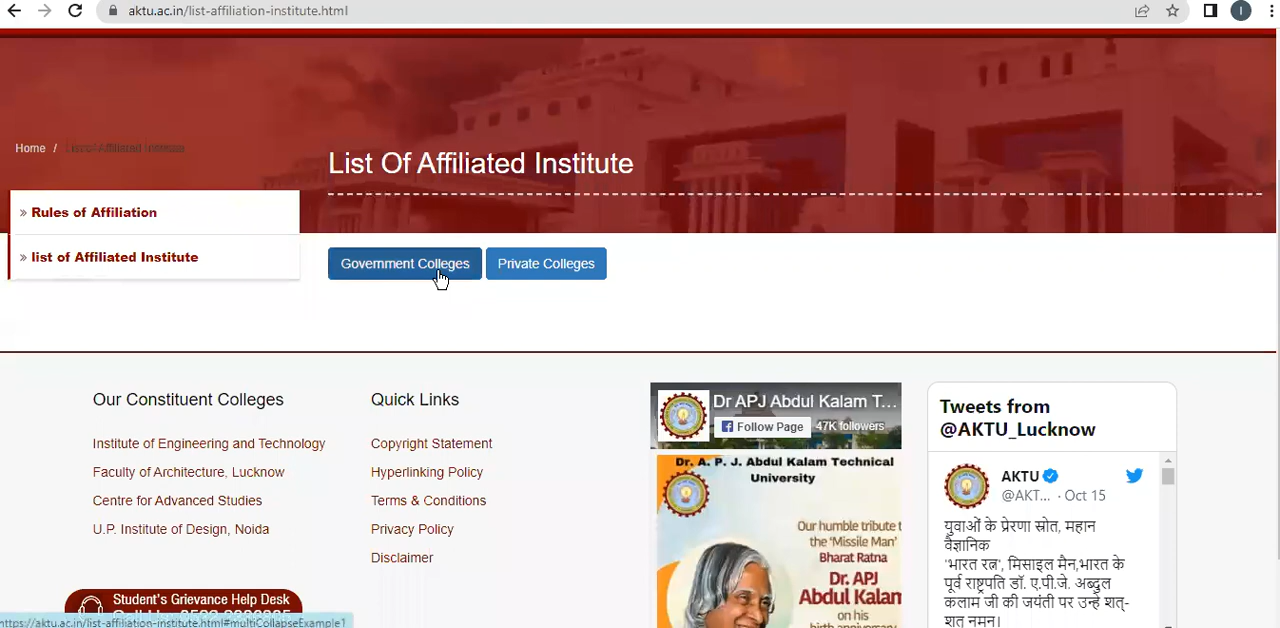 aktu.ac.in/list-affiliation-institute.html
I
Home /
List Of Affiliated Institute
» Rules of Affiliation
» list of Affiliated Institute
Government Colleges
Private Colleges
Our Constituent Colleges
Institute of Engineering and Technology
Faculty of Architecture, Lucknow
Centre for Advanced Studies
U.P. Institute of Design, Noida
Quick Links
Copyright Statement
Hyperlinking Policy
Terms & Conditions
Privacy Policy
Disclaimer
Dr APJ Abdul Kalam T...
Follow Page
47K followers
Dr. A. P. J. Abdul Kalam Technical
University
Our humble tribute t
the 'Missile Man'
Bharat Ratna
Dr. APJ
Abdul Kalam
on his
birth anniversary
Tweets from
@AKTU_Lucknow
AKTU
@AKT... · Oct 15
युवाओं के प्रेरणा स्रोत, महान
वैज्ञानिक
'भारत रत्न', मिसाइल मैन,भारत के
पूर्व राष्ट्रपति डॉ. ए.पी.जे. अब्दुल
कलाम जी की जयंती पर उन्हे शत्-
शत् नमन।
Student's Grievance Help Desk
https://aktu.ac.in/list-affiliation-institute.html#multiCollapseExample1